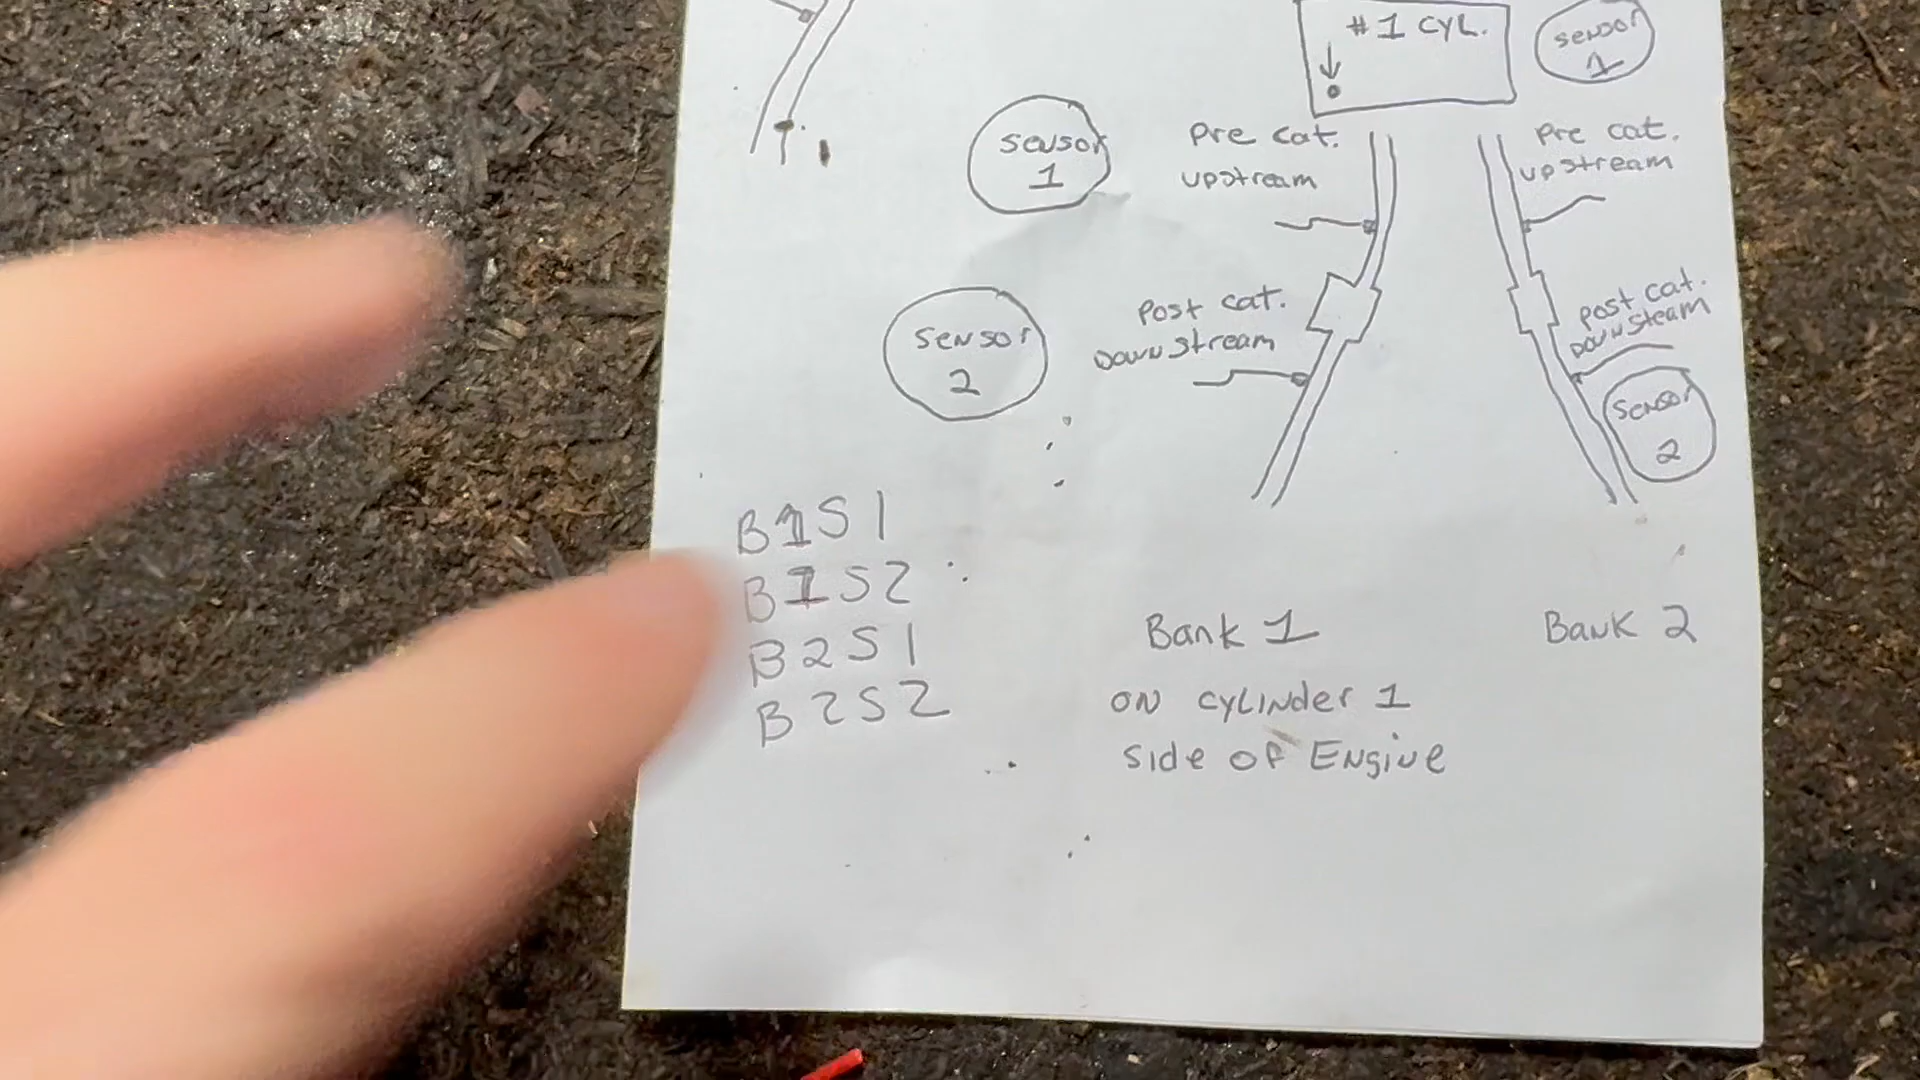 #1 CYL.
sensor
1
sensor
1
Pre cat.
upstream
Pre cat.
upstream
sensor
2
Post cat.
Downstream
Post cat.
Downsteam
sensor
2
B1S1
B1S2
B2S1
B2S2
Bank 1
on cylinder 1
side of Engine
Bank 2